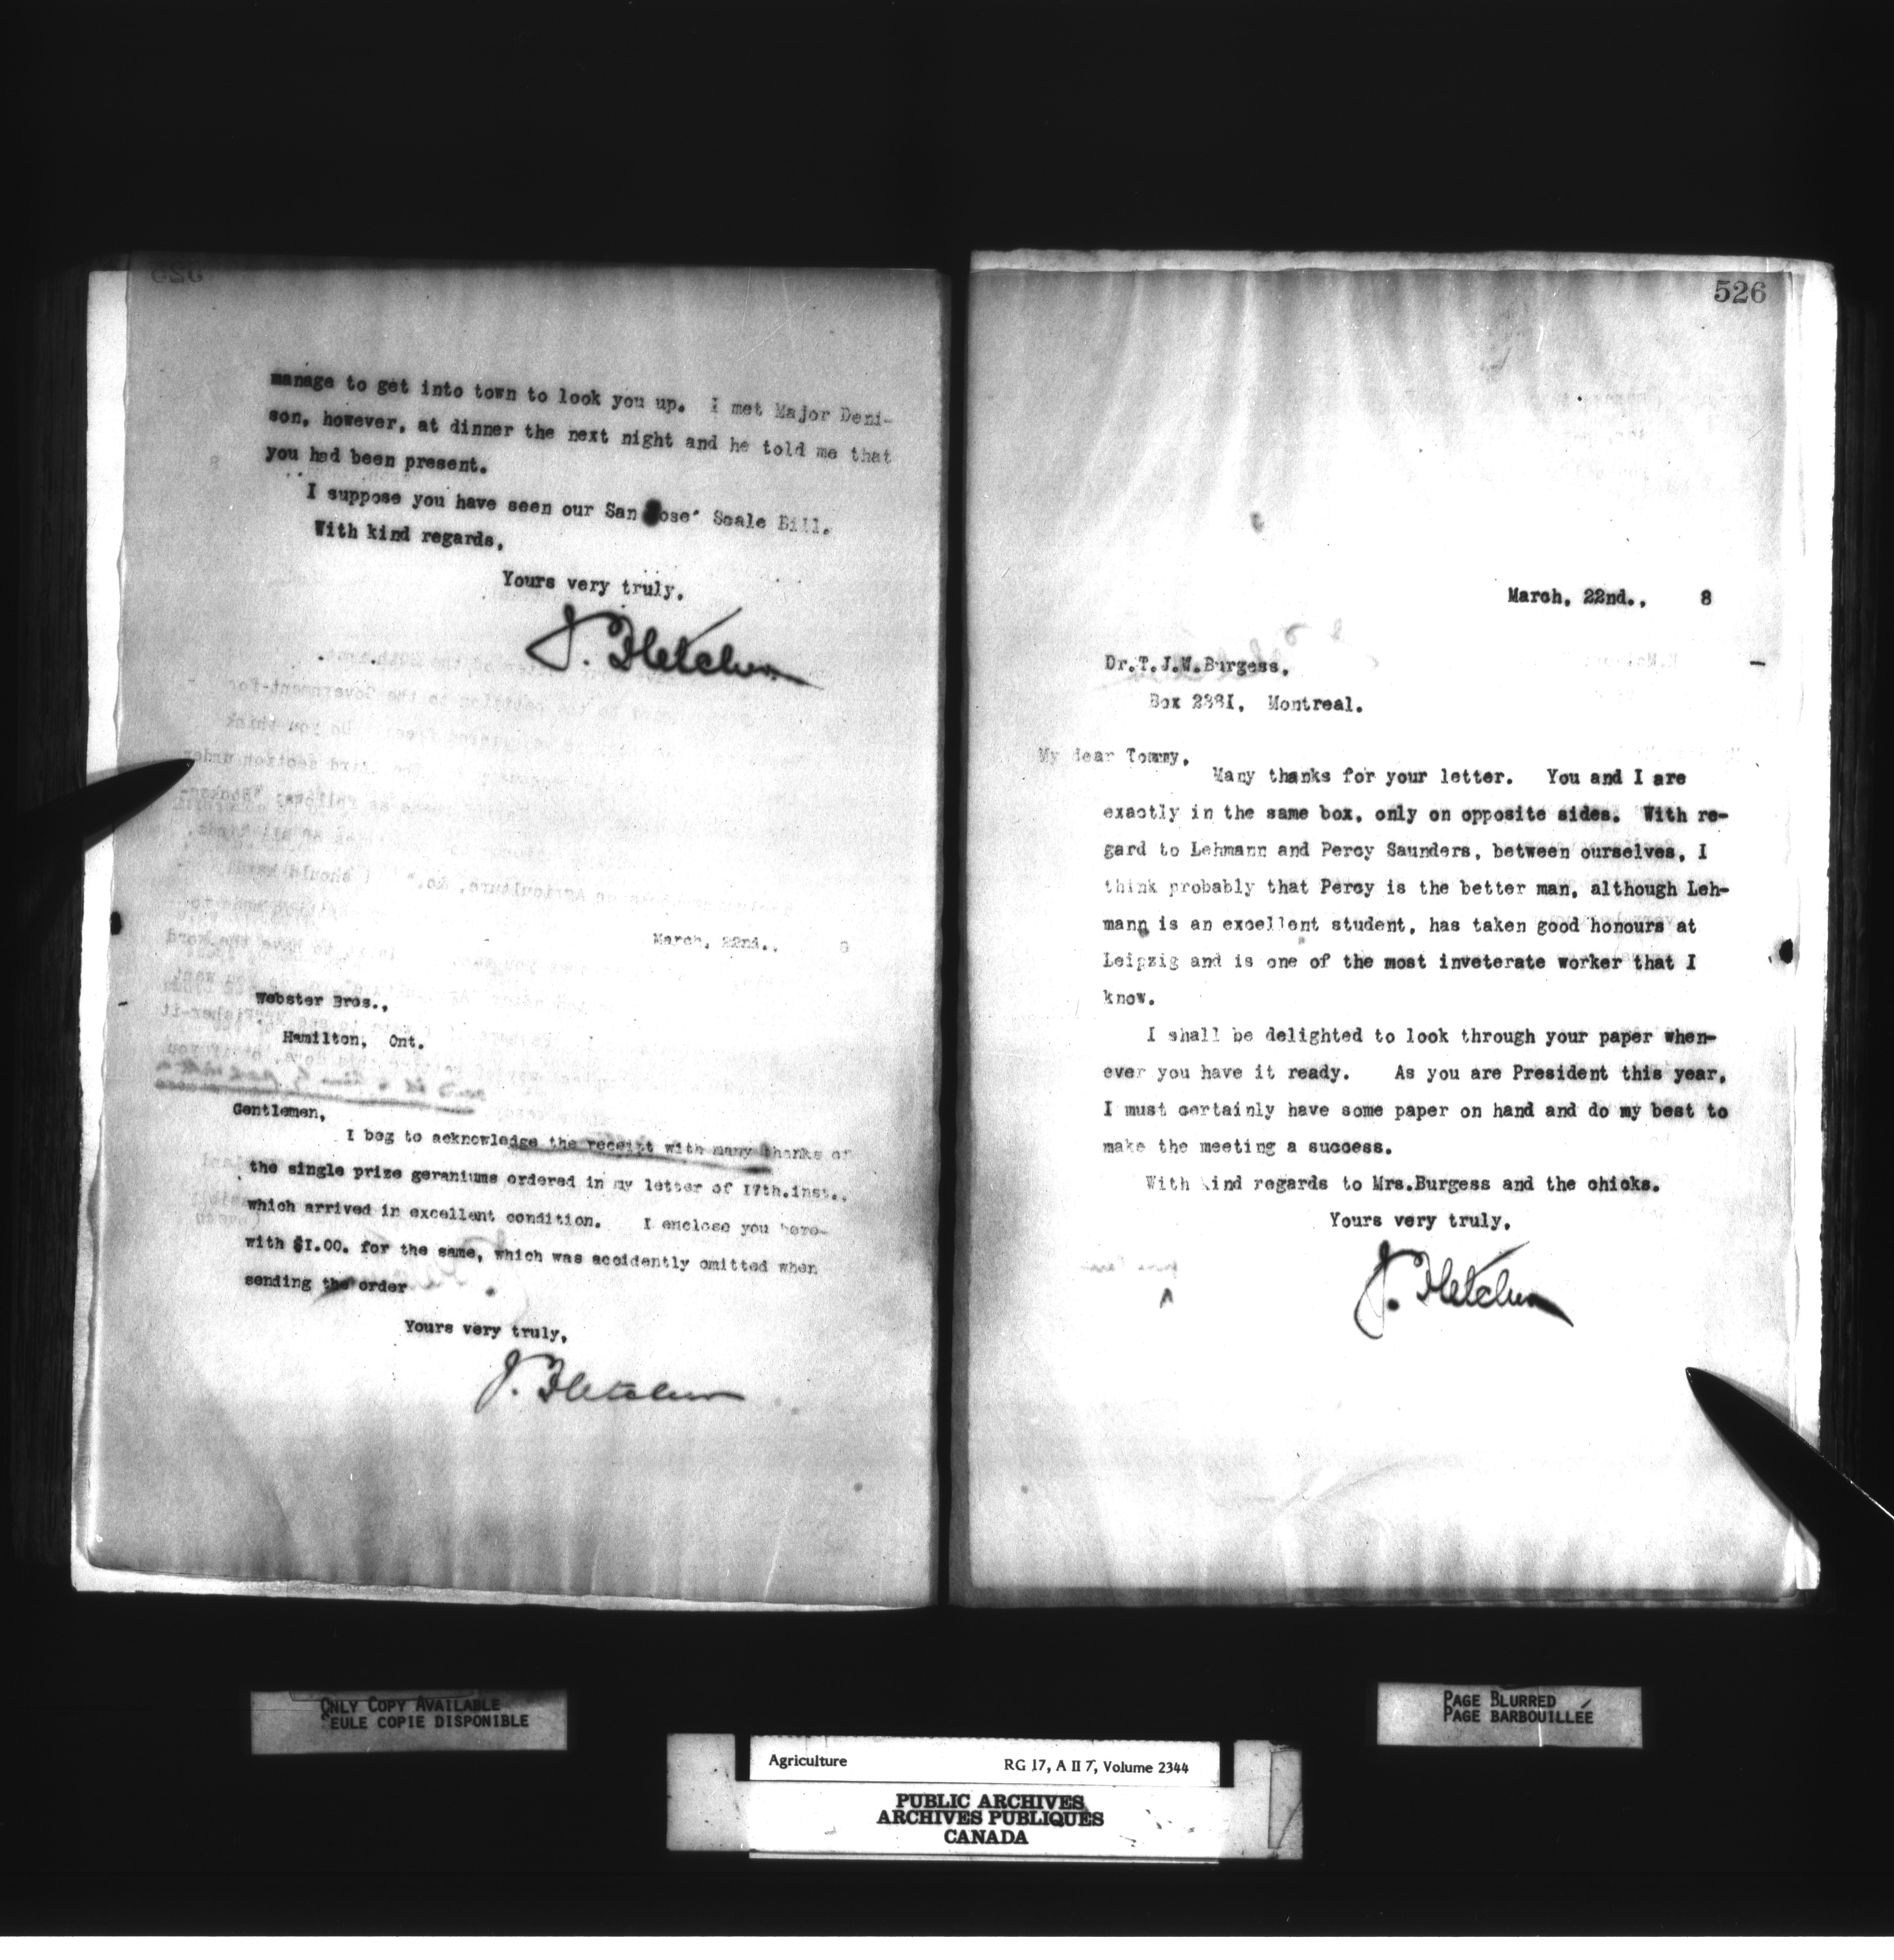 manage to get into town to look you up. I met Major Deni-
son, however, at dinner the next night and he told me that
you had been present.
I suppose you have seen our San Jose' Scale Bill.
With kind regards,
Yours very truly,
J. Fletcher
March, 22nd., 8
Webster Bros.,
Hamilton, Ont.
Gentlemen,
I beg to acknowledge the receipt with many thanks of
the single prize geraniums ordered in my letter of 17th.inst.,
which arrived in excellent condition. I enclose you here-
with $1.00. for the same, which was accidently omitted when
sending the order
Yours very truly,
J. Fletcher
526
March, 22nd., 8
Dr.T.J.W.Burgess,
Box 2381, Montreal.
My dear Tommy,
Many thanks for your letter. You and I are
exactly in the same box, only on opposite sides. With re-
gard to Lehmann and Percy Saunders, between ourselves, I
think probably that Percy is the better man, although Leh-
mann is an excellent student, has taken good honours at
Leipzig and is one of the most inveterate worker that I
know.
I shall be delighted to look through your paper when-
ever you have it ready. As you are President this year,
I must certainly have some paper on hand and do my best to
make the meeting a success.
With kind regards to Mrs.Burgess and the chicks.
Yours very truly,
J. Fletcher
ONLY COPY AVAILABLE
SEULE COPIE DISPONIBLE
PAGE BLURRED
PAGE BARBOUILLÉE
Agriculture RG 17, A II 7, Volume 2344
PUBLIC ARCHIVES
ARCHIVES PUBLIQUES
CANADA